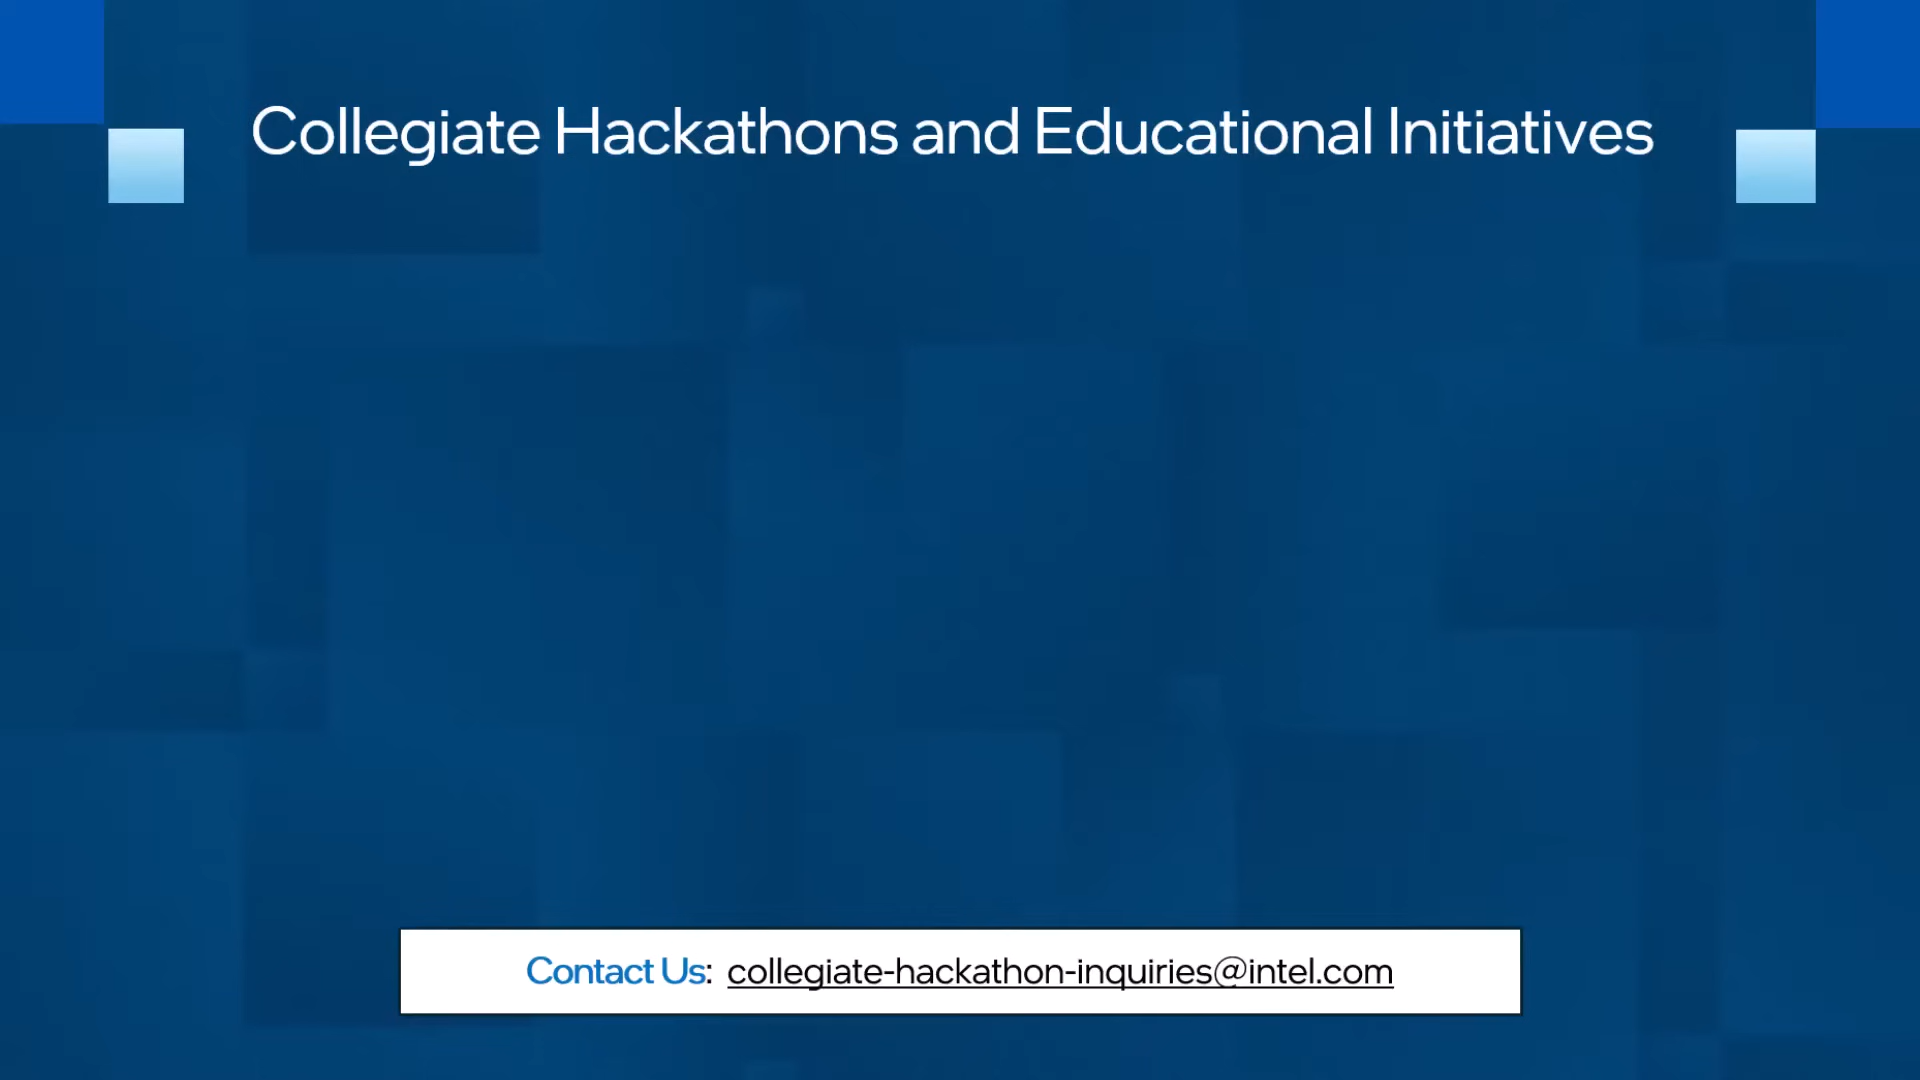 Collegiate Hackathons and Educational Initiatives
Contact Us: collegiate-hackathon-inquiries@intel.com